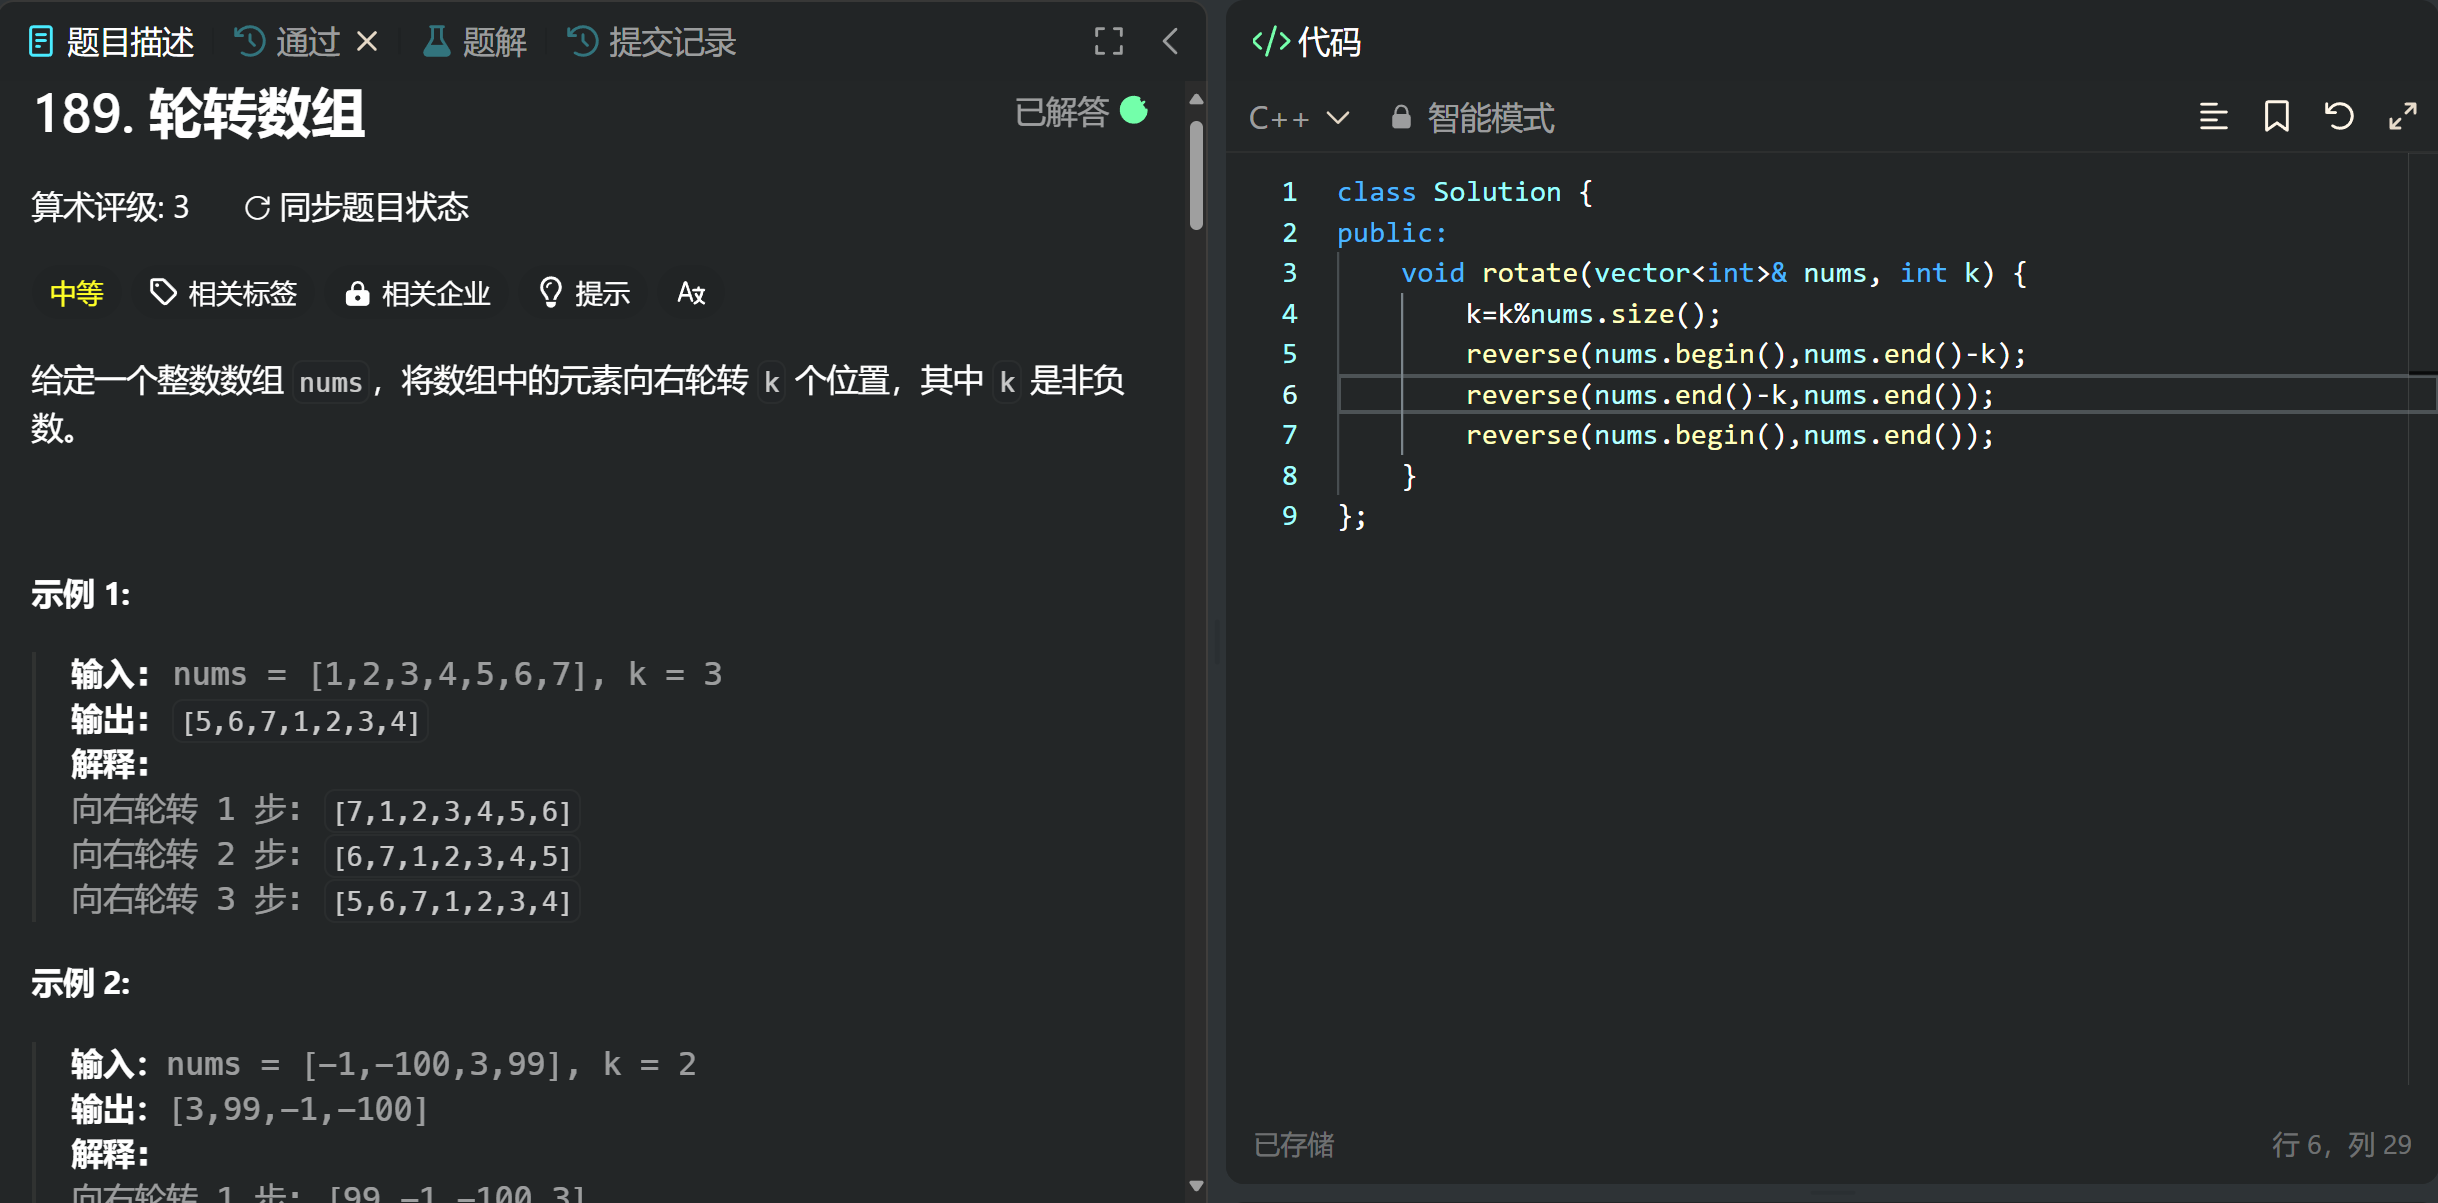 题目描述 通过 题解 提交记录
189. 轮转数组 已解答
算术评级: 3 同步题目状态
中等 相关标签 相关企业 提示
给定一个整数数组 nums，将数组中的元素向右轮转 k 个位置，其中 k 是非负
数。
示例 1:
输入: nums = [1,2,3,4,5,6,7], k = 3
输出: [5,6,7,1,2,3,4]
解释:
向右轮转 1 步: [7,1,2,3,4,5,6]
向右轮转 2 步: [6,7,1,2,3,4,5]
向右轮转 3 步: [5,6,7,1,2,3,4]
示例 2:
输入：nums = [-1,-100,3,99], k = 2
输出：[3,99,-1,-100]
解释:
向右轮转 1 步: [99,-1,-100,3]
</> 代码
C++ 智能模式
1 class Solution {
2 public:
3     void rotate(vector<int>& nums, int k) {
4         k=k%nums.size();
5         reverse(nums.begin(),nums.end()-k);
6         reverse(nums.end()-k,nums.end());
7         reverse(nums.begin(),nums.end());
8     }
9 };
已存储 行 6，列 29